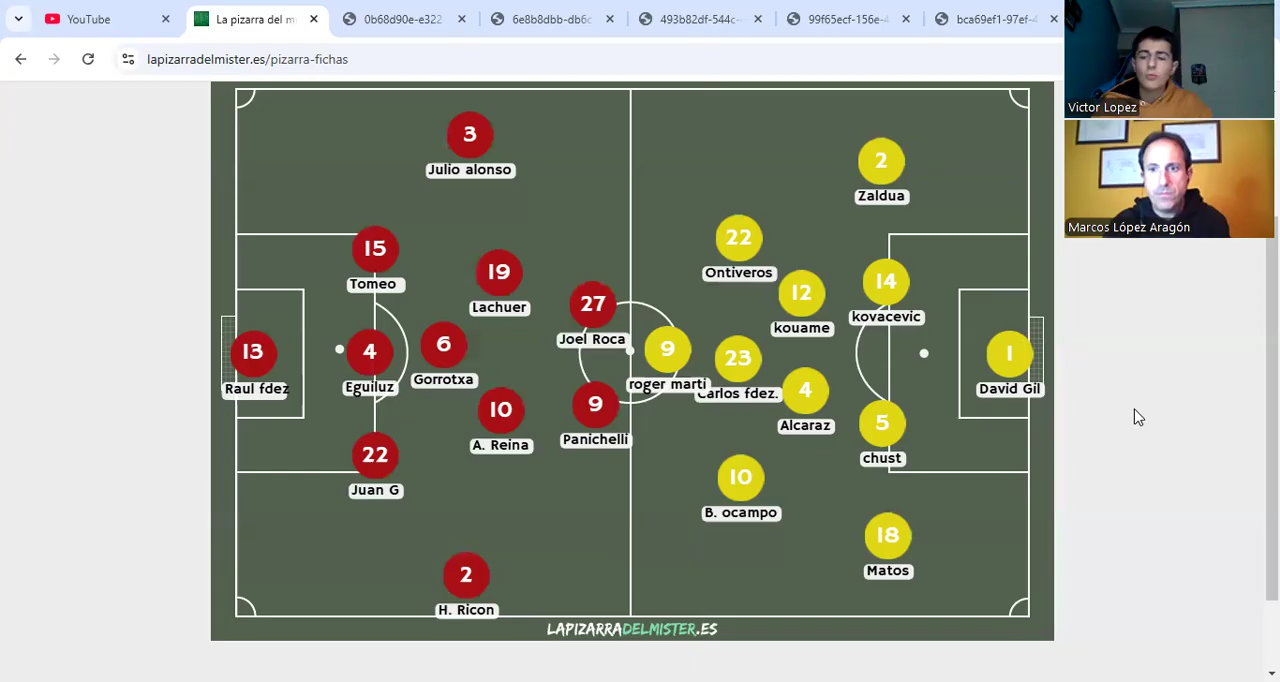 YouTube
La pizarra del m
0b68d90e-e322
6e8b8dbb-db6c
493b82df-544c-
99f65ecf-156e-4
bca69ef1-97ef-4
lapizarradelmister.es/pizarra-fichas
Victor Lopez
Marcos López Aragón
3
Julio alonso
2
Zaldua
15
Tomeo
22
Ontiveros
19
Lachuer
14
kovacevic
12
kouame
27
Joel Roca
13
Raul fdez
4
Eguiluz
6
Gorrotxa
9
roger marti
23
Carlos fdez.
1
David Gil
10
A. Reina
9
Panichelli
4
Alcaraz
5
chust
22
Juan G
10
B. ocampo
18
Matos
2
H. Ricon
LAPIZARRADELMISTER.ES